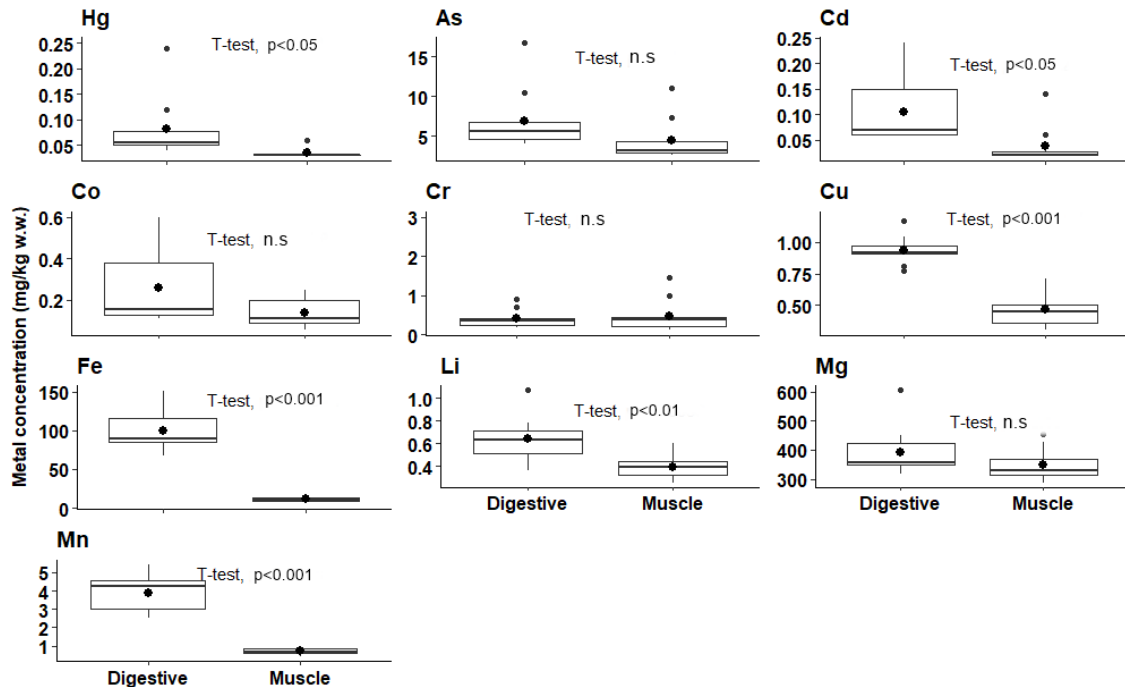 Metal concentration (mg/kg w.w.)
Hg
0.25
0.20
0.15
0.10
0.05
T-test, p<0.05
As
15
10
5
T-test, n.s
Cd
0.25
0.20
0.15
0.10
0.05
T-test, p<0.05
Co
0.6
0.4
0.2
T-test, n.s
Cr
3
2
1
0
T-test, n.s
Cu
1.00
0.75
0.50
T-test, p<0.001
Fe
150
100
50
0
T-test, p<0.001
Li
1.0
0.8
0.6
0.4
T-test, p<0.01
Digestive Muscle
Mg
600
500
400
300
T-test, n.s
Digestive Muscle
Mn
5
4
3
2
1
T-test, p<0.001
Digestive Muscle